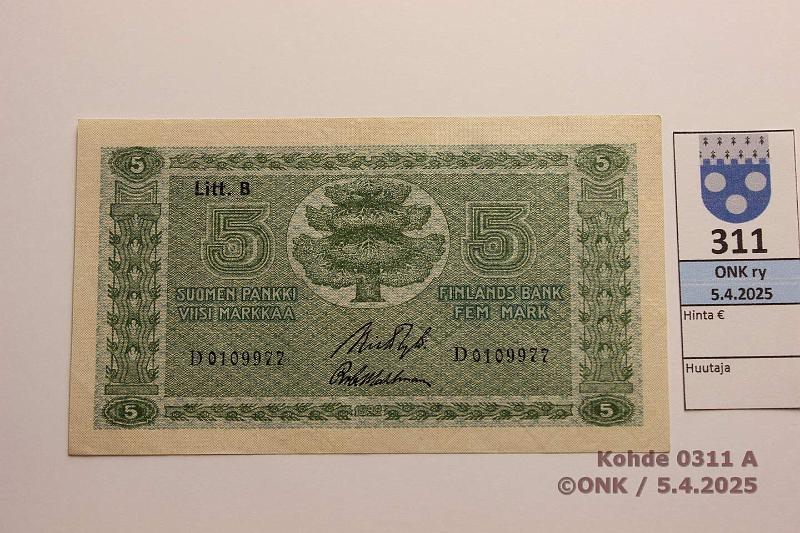 5
5
Litt. B
5
5
SUOMEN PANKKI
VIISI MARKKAA
FINLANDS BANK
FEM MARK
D0109977
D0109977
5
5
311
ONK ry
5.4.2025
Hinta €
Huutaja
Kohde 0311 A
©ONK / 5.4.2025